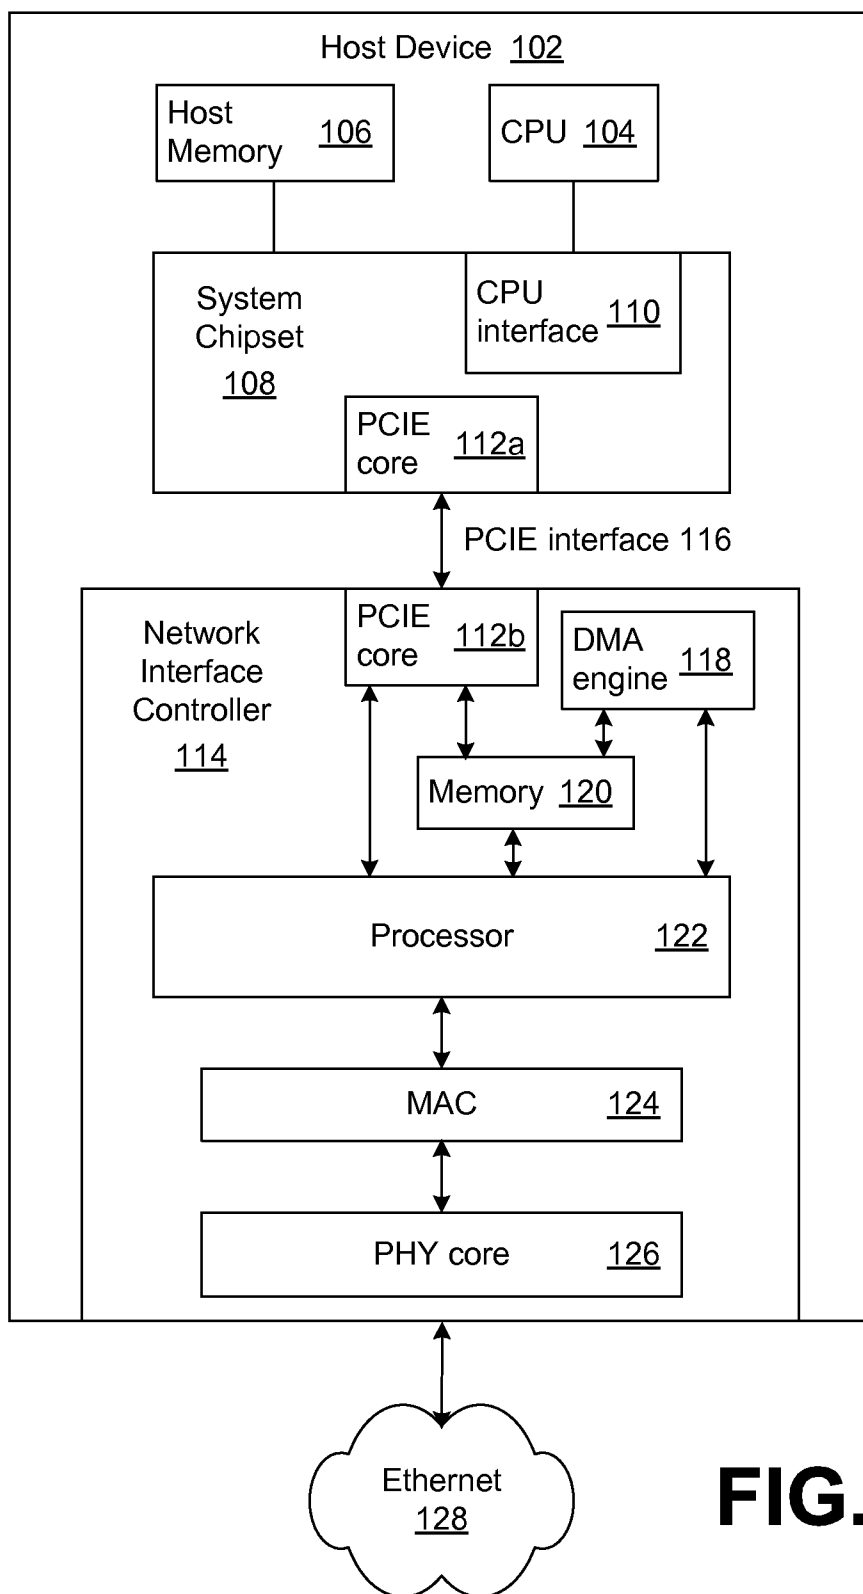 Host Device 102
Host
Memory 106
CPU 104
System
Chipset
108
CPU
interface 110
PCIE
core 112a
PCIE interface 116
Network
Interface
Controller
114
PCIE
core 112b
DMA
engine 118
Memory 120
Processor 122
MAC 124
PHY core 126
Ethernet
128
FIG.